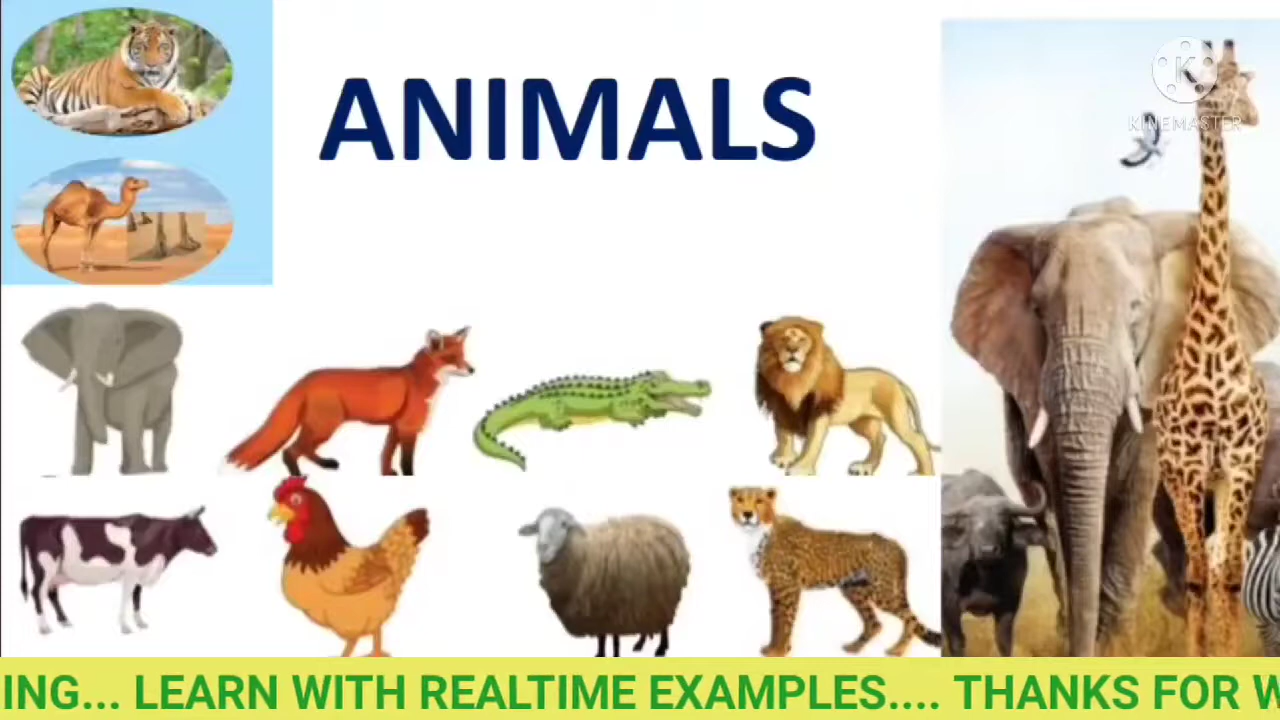 ANIMALS
K
KINEMASTER
ING... LEARN WITH REALTIME EXAMPLES.... THANKS FOR W